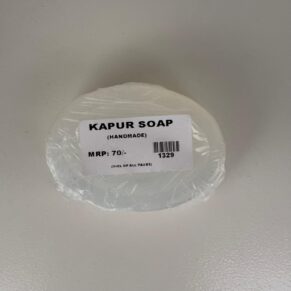 KAPUR SOAP
(HANDMADE)
MRP: 70/-
1329
(INCL OF ALL TAXES)